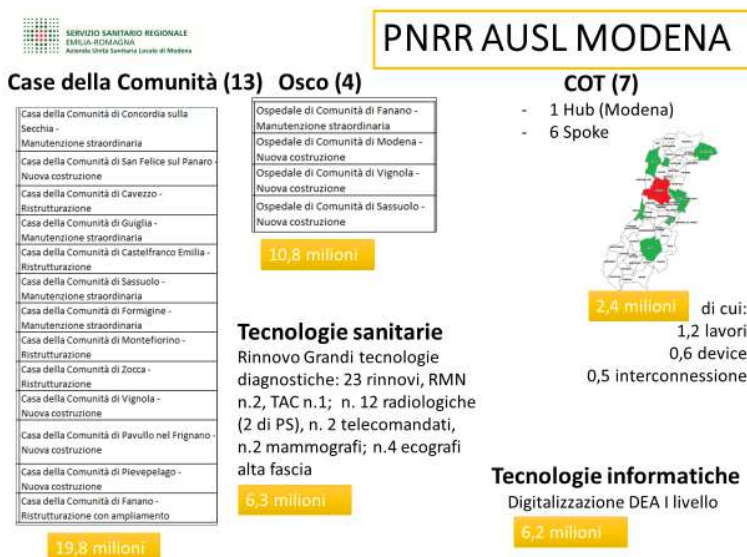 SERVIZIO SANITARIO REGIONALE
EMILIA-ROMAGNA
Azienda Unità Sanitaria Locale di Modena
PNRR AUSL MODENA
Case della Comunità (13)
Casa della Comunità di Concordia sulla
Secchia -
Manutenzione straordinaria
Casa della Comunità di San Felice sul Panaro -
Nuova costruzione
Casa della Comunità di Cavezzo -
Ristrutturazione
Casa della Comunità di Guiglia -
Manutenzione straordinaria
Casa della Comunità di Castelfranco Emilia -
Ristrutturazione
Casa della Comunità di Sassuolo -
Manutenzione straordinaria
Casa della Comunità di Formigine -
Manutenzione straordinaria
Casa della Comunità di Montefiorino -
Ristrutturazione
Casa della Comunità di Zocca -
Ristrutturazione
Casa della Comunità di Vignola -
Nuova costruzione
Casa della Comunità di Pavullo nel Frignano -
Nuova costruzione
Casa della Comunità di Pievepelago -
Nuova costruzione
Casa della Comunità di Fanano -
Ristrutturazione con ampliamento
19,8 milioni
Osco (4)
Ospedale di Comunità di Fanano -
Manutenzione straordinaria
Ospedale di Comunità di Modena -
Nuova costruzione
Ospedale di Comunità di Vignola -
Nuova costruzione
Ospedale di Comunità di Sassuolo -
Nuova costruzione
10,8 milioni
COT (7)
- 1 Hub (Modena)
- 6 Spoke
2,4 milioni
di cui:
1,2 lavori
0,6 device
0,5 interconnessione
Tecnologie sanitarie
Rinnovo Grandi tecnologie
diagnostiche: 23 rinnovi, RMN
n.2, TAC n.1; n. 12 radiologiche
(2 di PS), n. 2 telecomandati,
n.2 mammografi; n.4 ecografi
alta fascia
6,3 milioni
Tecnologie informatiche
Digitalizzazione DEA I livello
6,2 milioni